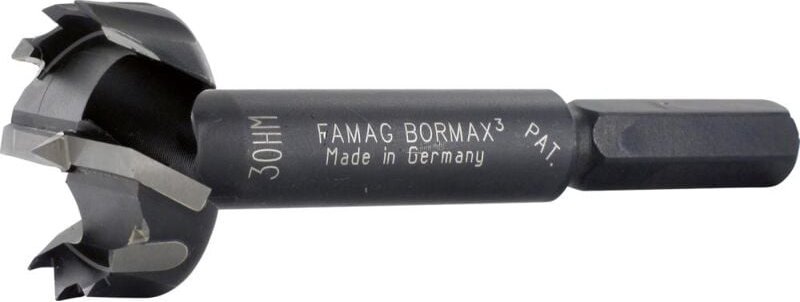 30HM
FAMAG BORMAX³
Made in Germany
PAT.